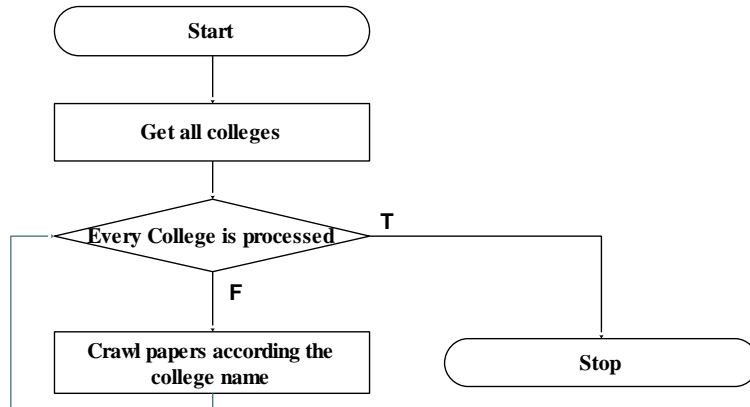 Start
Get all colleges
Every College is processed
T
F
Crawl papers according the
college name
Stop